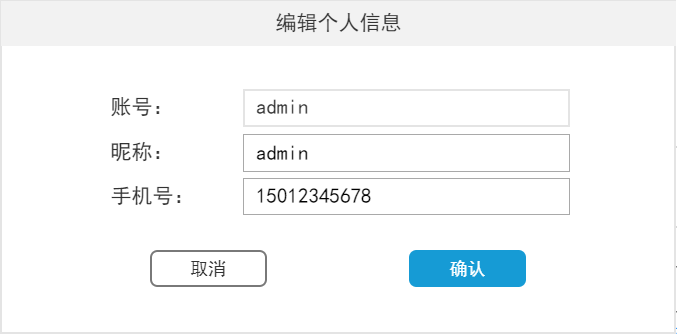 编辑个人信息
账号： admin
昵称： admin
手机号： 15012345678
取消 确认